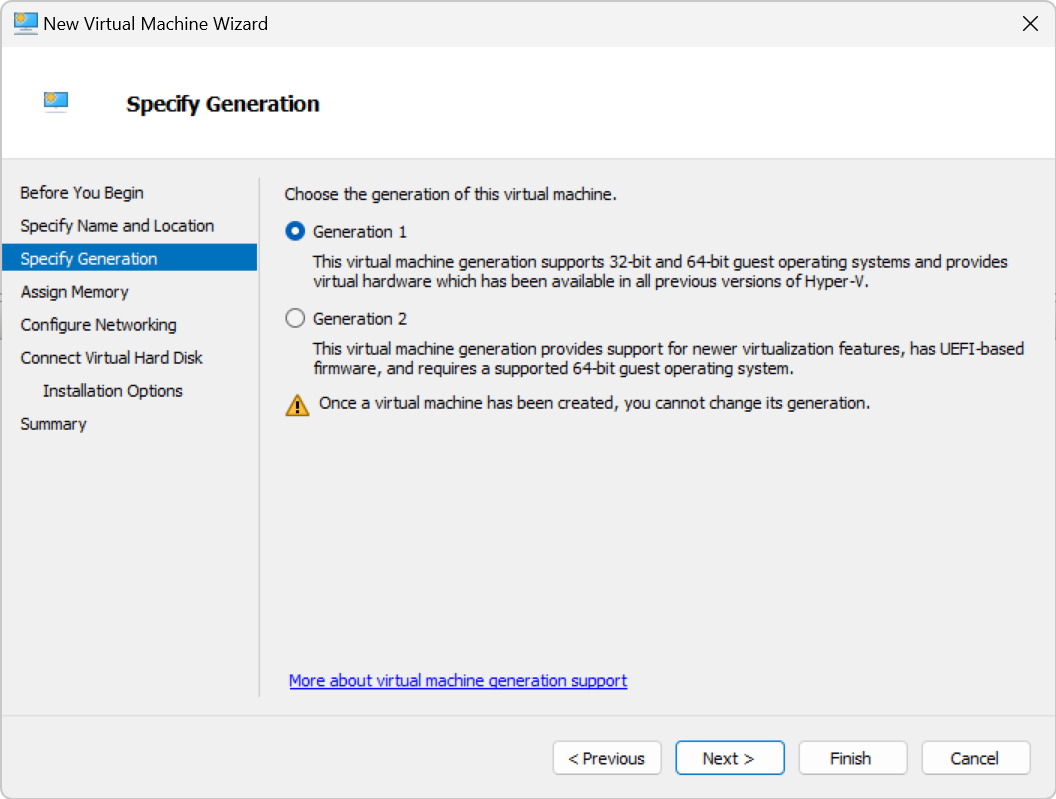 New Virtual Machine Wizard
Specify Generation
Before You Begin
Specify Name and Location
Specify Generation
Assign Memory
Configure Networking
Connect Virtual Hard Disk
Installation Options
Summary
Choose the generation of this virtual machine.
Generation 1
This virtual machine generation supports 32-bit and 64-bit guest operating systems and provides
virtual hardware which has been available in all previous versions of Hyper-V.
Generation 2
This virtual machine generation provides support for newer virtualization features, has UEFI-based
firmware, and requires a supported 64-bit guest operating system.
Once a virtual machine has been created, you cannot change its generation.
More about virtual machine generation support
< Previous
Next >
Finish
Cancel